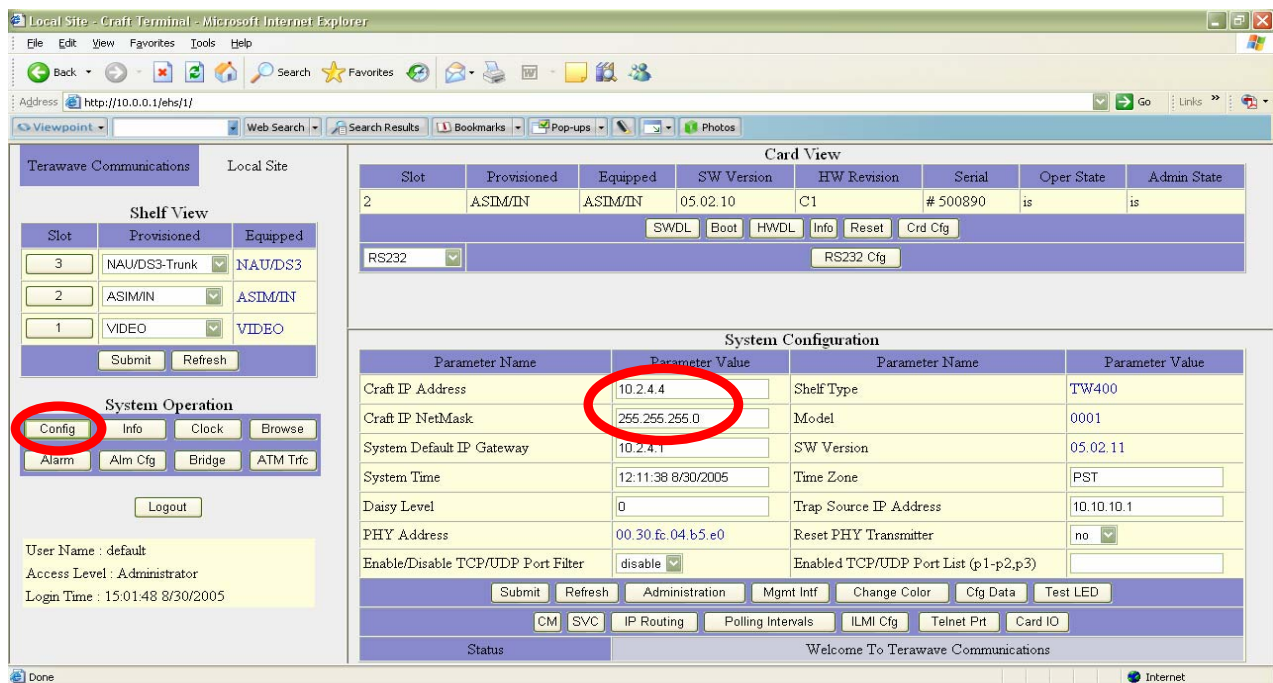 Local Site - Craft Terminal - Microsoft Internet Explorer
File Edit View Favorites Tools Help
Back Search Favorites
Address http://10.0.0.1/ehs/1/ Go Links »
Viewpoint Web Search Search Results Bookmarks Pop-ups Photos
Terawave Communications Local Site
Shelf View
Slot Provisioned Equipped
3 NAU/DS3-Trunk NAU/DS3
2 ASIM/IN ASIM/IN
1 VIDEO VIDEO
Submit Refresh
System Operation
Config Info Clock Browse
Alarm Alm Cfg Bridge ATM Trfc
Logout
User Name : default
Access Level : Administrator
Login Time : 15:01:48 8/30/2005
Card View
Slot Provisioned Equipped SW Version HW Revision Serial Oper State Admin State
2 ASIM/IN ASIM/IN 05.02.10 C1 # 500890 is is
SWDL Boot HWDL Info Reset Crd Cfg
RS232 RS232 Cfg
System Configuration
Parameter Name Parameter Value Parameter Name Parameter Value
Craft IP Address 10.2.4.4 Shelf Type TW400
Craft IP NetMask 255.255.255.0 Model 0001
System Default IP Gateway 10.2.4.1 SW Version 05.02.11
System Time 12:11:38 8/30/2005 Time Zone PST
Daisy Level 0 Trap Source IP Address 10.10.10.1
PHY Address 00.30.fc.04.b5.e0 Reset PHY Transmitter no
Enable/Disable TCP/UDP Port Filter disable Enabled TCP/UDP Port List (p1-p2,p3)
Submit Refresh Administration Mgmt Intf Change Color Cfg Data Test LED
CM SVC IP Routing Polling Intervals ILMI Cfg Telnet Prt Card IO
Status Welcome To Terawave Communications
Done Internet